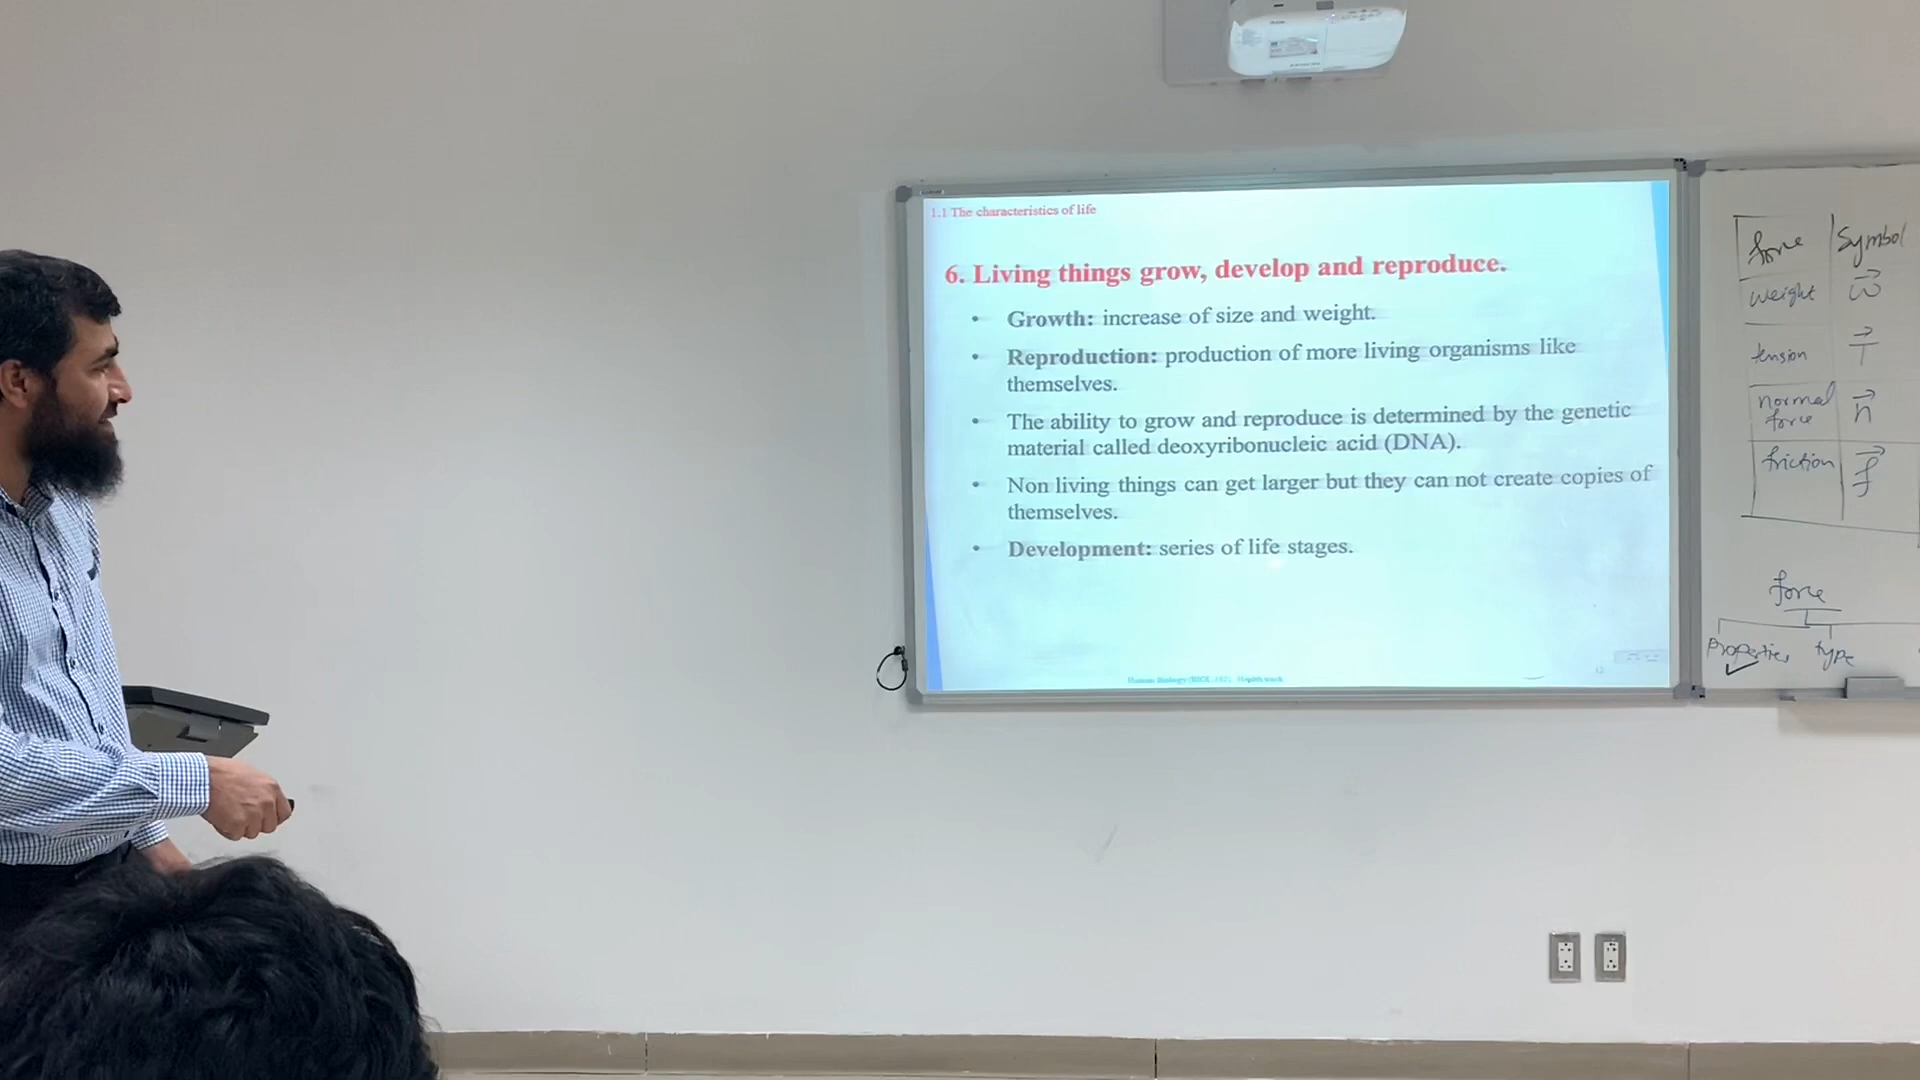 1.1 The characteristics of life
6. Living things grow, develop and reproduce.
• Growth: increase of size and weight.
• Reproduction: production of more living organisms like
themselves.
• The ability to grow and reproduce is determined by the genetic
material called deoxyribonucleic acid (DNA).
• Non living things can get larger but they can not create copies of
themselves.
• Development: series of life stages.
Human Biology
12
force Symbol
weight w
tension T
normal
force n
friction f
force
properties type